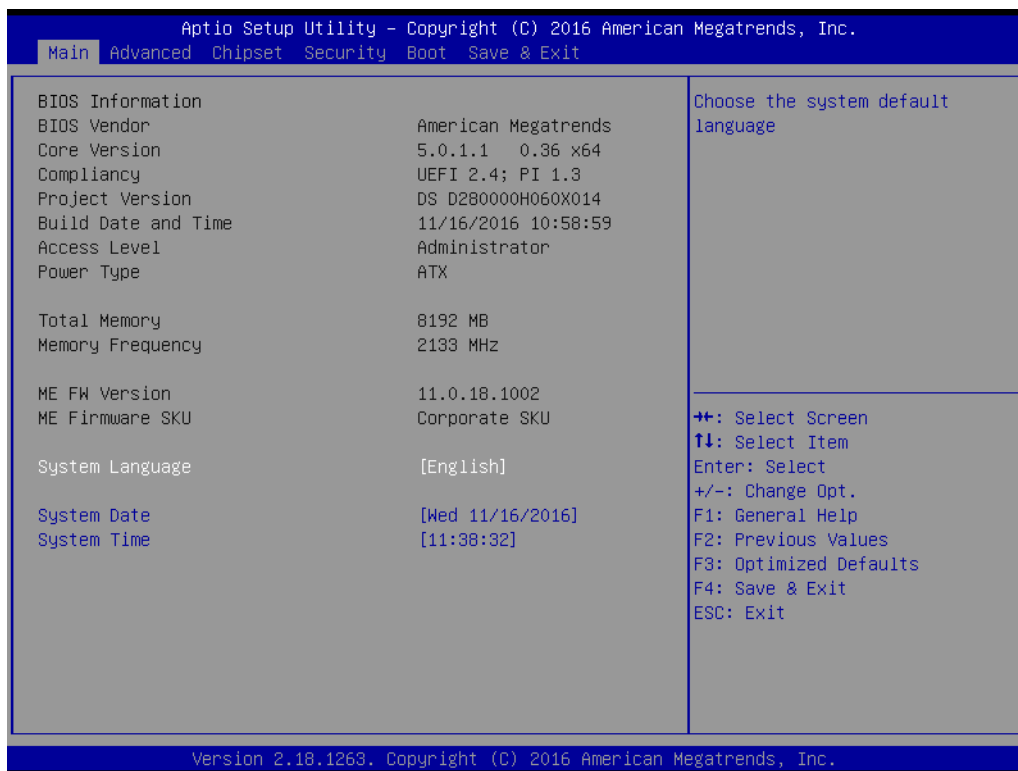 Aptio Setup Utility – Copyright (C) 2016 American Megatrends, Inc.
Main Advanced Chipset Security Boot Save & Exit
BIOS Information
BIOS Vendor American Megatrends
Core Version 5.0.1.1 0.36 x64
Compliancy UEFI 2.4; PI 1.3
Project Version DS D280000H060X014
Build Date and Time 11/16/2016 10:58:59
Access Level Administrator
Power Type ATX
Total Memory 8192 MB
Memory Frequency 2133 MHz
ME FW Version 11.0.18.1002
ME Firmware SKU Corporate SKU
System Language [English]
System Date [Wed 11/16/2016]
System Time [11:38:32]
Choose the system default
language
→←: Select Screen
↑↓: Select Item
Enter: Select
+/-: Change Opt.
F1: General Help
F2: Previous Values
F3: Optimized Defaults
F4: Save & Exit
ESC: Exit
Version 2.18.1263. Copyright (C) 2016 American Megatrends, Inc.